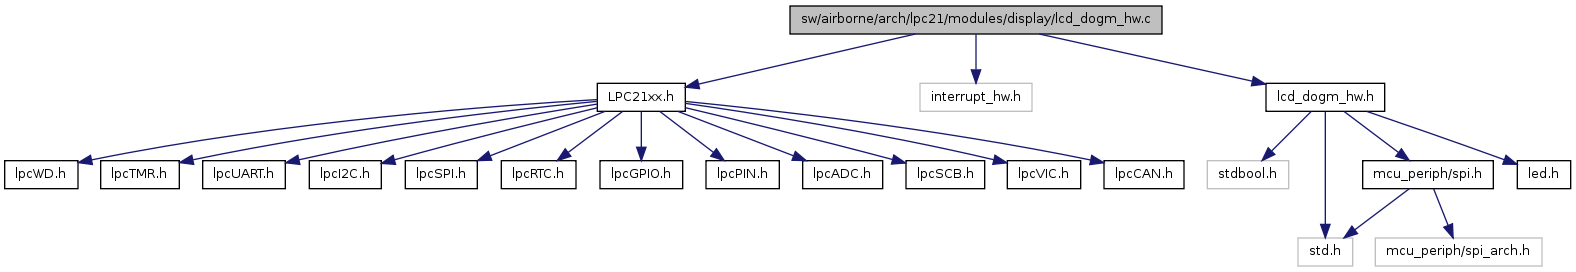 sw/airborne/arch/lpc21/modules/display/lcd_dogm_hw.c
LPC21xx.h
interrupt_hw.h
lcd_dogm_hw.h
lpcWD.h
lpcTMR.h
lpcUART.h
lpcI2C.h
lpcSPI.h
lpcRTC.h
lpcGPIO.h
lpcPIN.h
lpcADC.h
lpcSCB.h
lpcVIC.h
lpcCAN.h
stdbool.h
mcu_periph/spi.h
led.h
std.h
mcu_periph/spi_arch.h